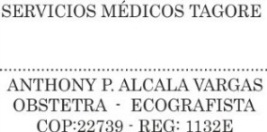 SERVICIOS MÉDICOS TAGORE
ANTHONY P. ALCALA VARGAS
OBSTETRA - ECOGRAFISTA
COP:22739 - REG: 1132E